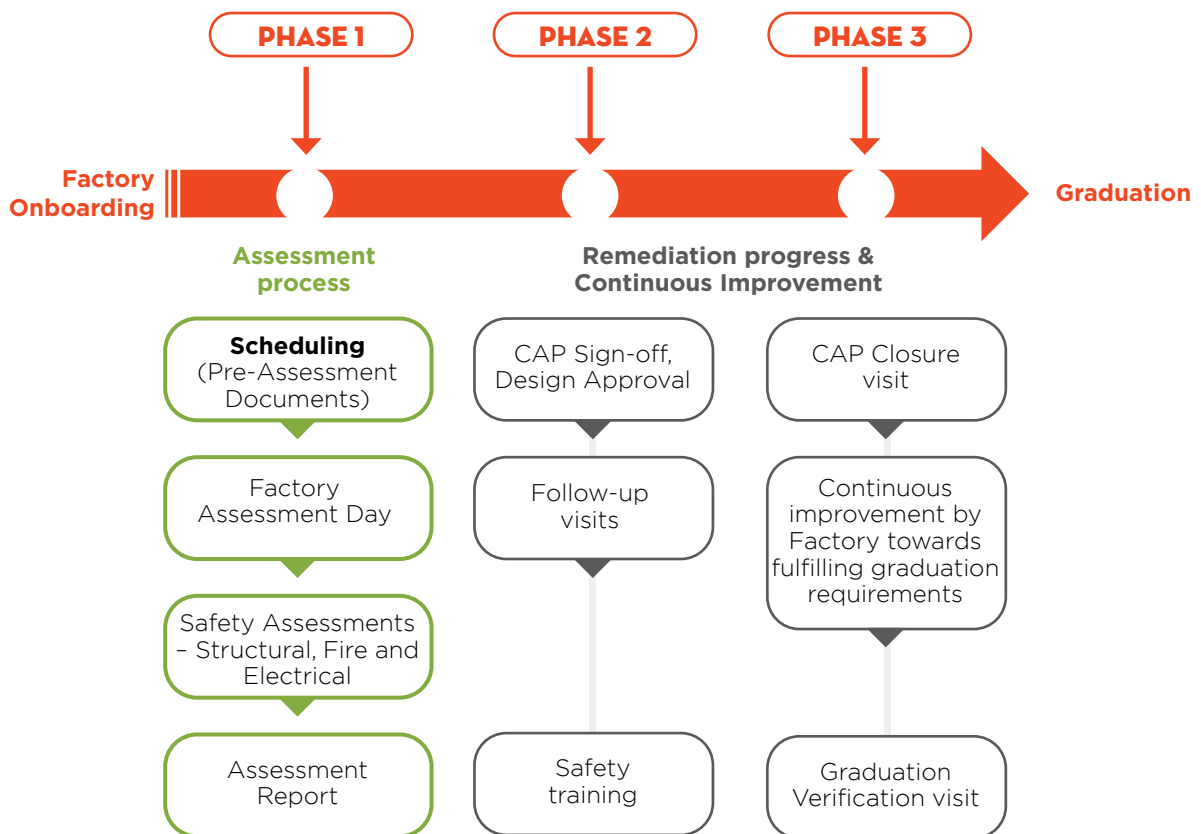 PHASE 1
PHASE 2
PHASE 3
Factory
Onboarding
Graduation
Assessment
process
Remediation progress &
Continuous Improvement
Scheduling
(Pre-Assessment
Documents)
Factory
Assessment Day
Safety Assessments
– Structural, Fire and
Electrical
Assessment
Report
CAP Sign-off,
Design Approval
Follow-up
visits
Safety
training
CAP Closure
visit
Continuous
improvement by
Factory towards
fulfilling graduation
requirements
Graduation
Verification visit